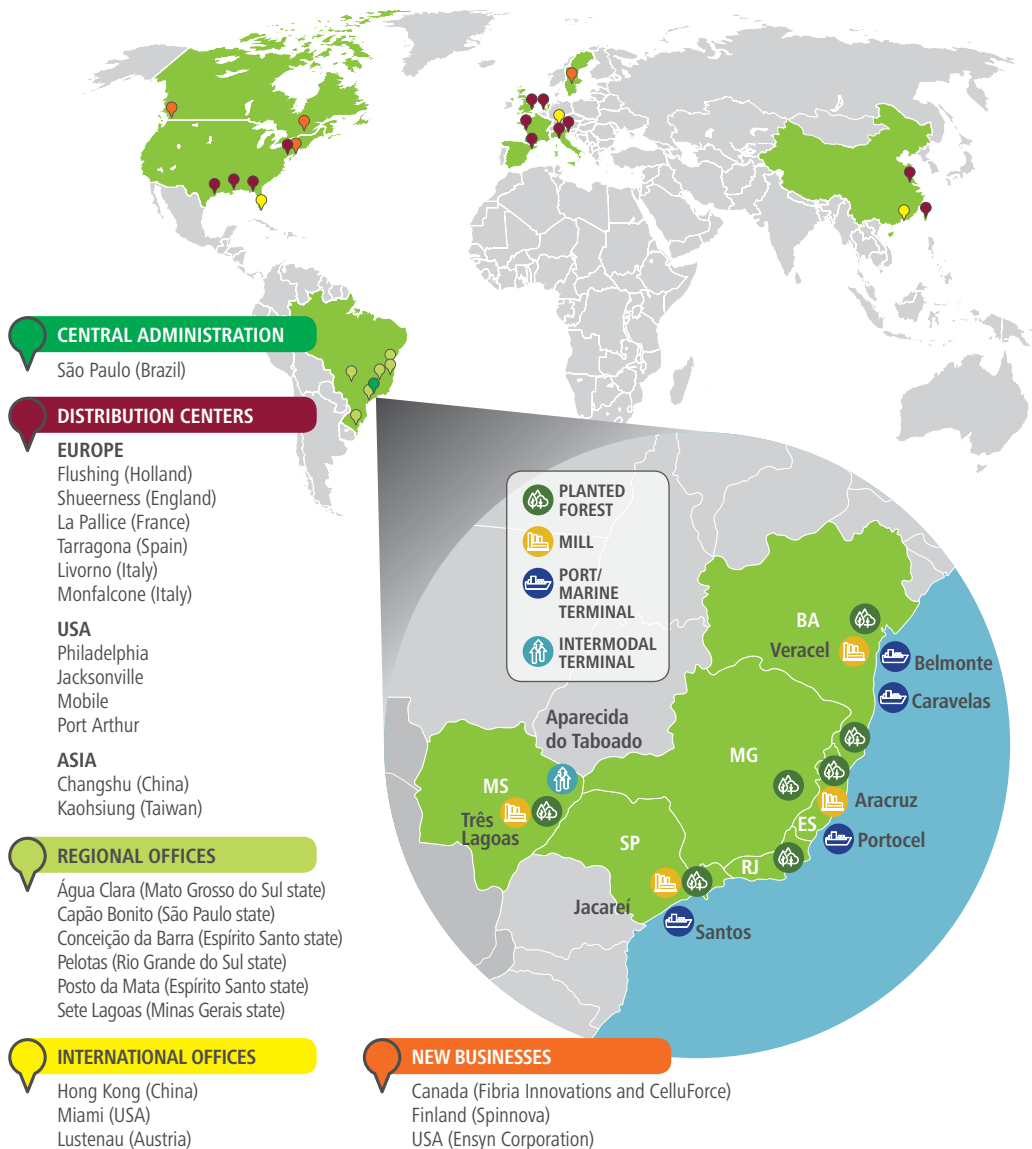 CENTRAL ADMINISTRATION
São Paulo (Brazil)
DISTRIBUTION CENTERS
EUROPE
Flushing (Holland)
Shueerness (England)
La Pallice (France)
Tarragona (Spain)
Livorno (Italy)
Monfalcone (Italy)
USA
Philadelphia
Jacksonville
Mobile
Port Arthur
ASIA
Changshu (China)
Kaohsiung (Taiwan)
REGIONAL OFFICES
Água Clara (Mato Grosso do Sul state)
Capão Bonito (São Paulo state)
Conceição da Barra (Espírito Santo state)
Pelotas (Rio Grande do Sul state)
Posto da Mata (Espírito Santo state)
Sete Lagoas (Minas Gerais state)
INTERNATIONAL OFFICES
Hong Kong (China)
Miami (USA)
Lustenau (Austria)
NEW BUSINESSES
Canada (Fibria Innovations and CelluForce)
Finland (Spinnova)
USA (Ensyn Corporation)
PLANTED
FOREST
MILL
PORT/
MARINE
TERMINAL
INTERMODAL
TERMINAL
BA
Veracel
Belmonte
Caravelas
Aparecida
do Taboado
MG
MS
Três
Lagoas
Aracruz
ES
Portocel
SP
RJ
Jacareí
Santos